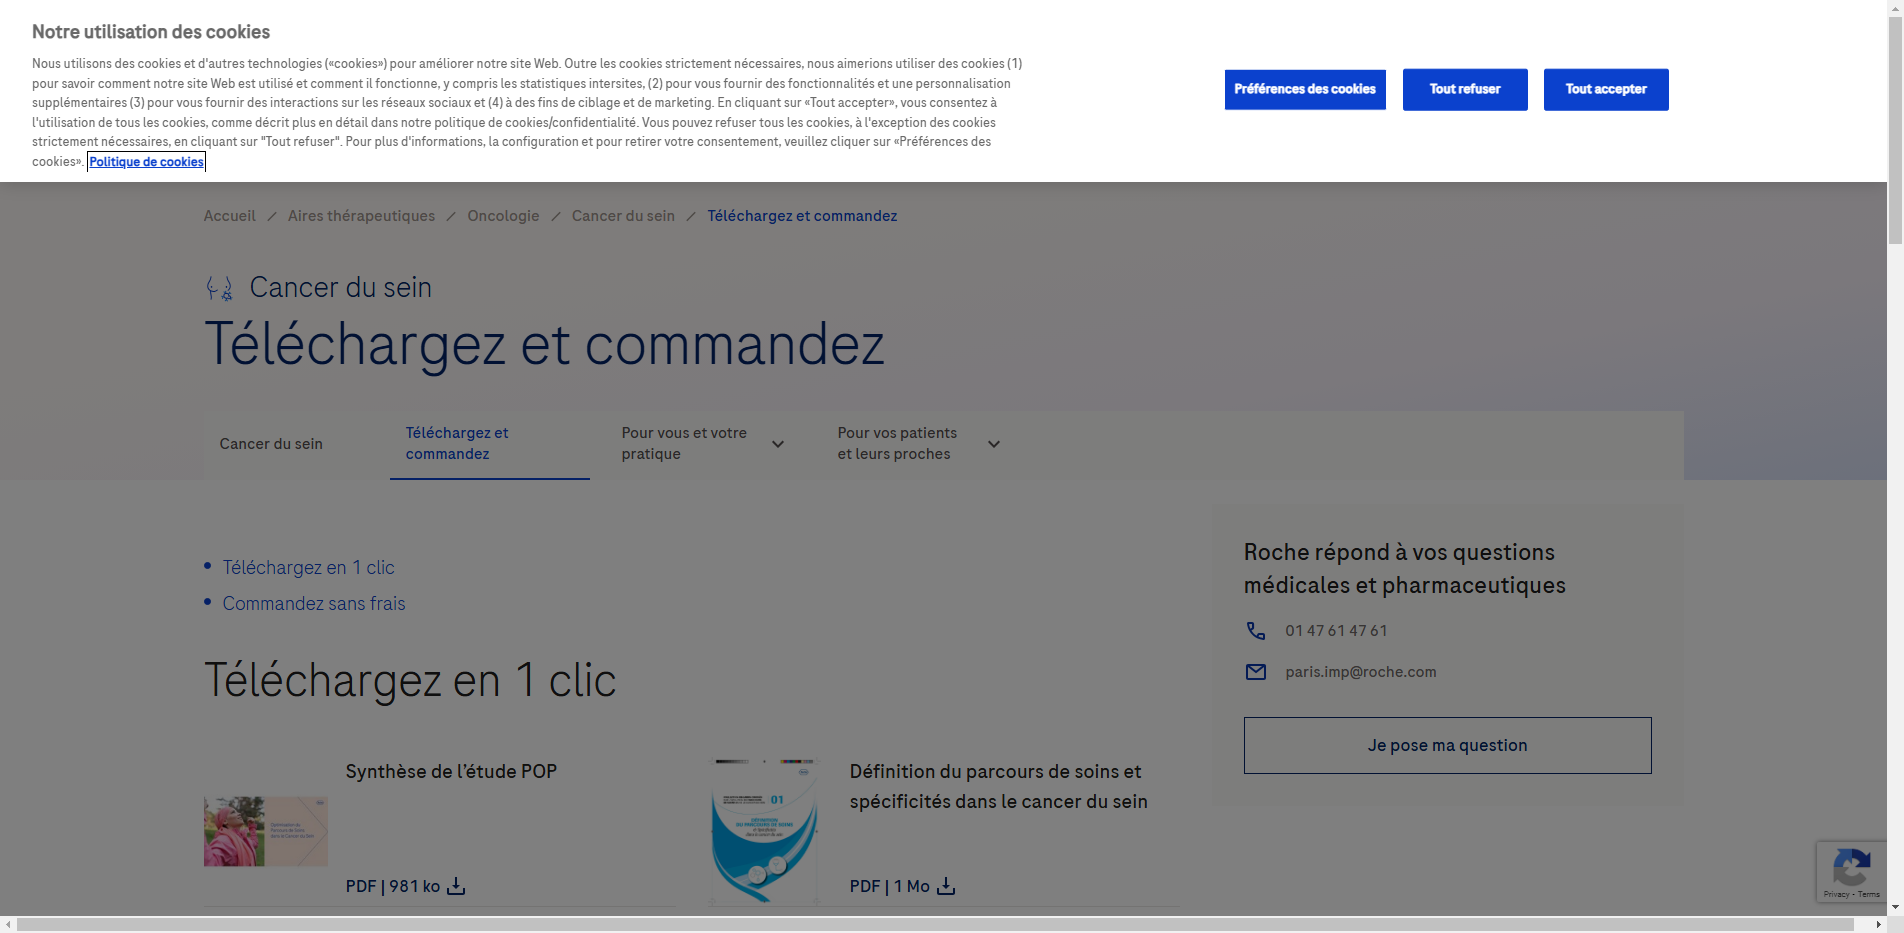 Notre utilisation des cookies
Nous utilisons des cookies et d'autres technologies («cookies») pour améliorer notre site Web. Outre les cookies strictement nécessaires, nous aimerions utiliser des cookies (1)
pour savoir comment notre site Web est utilisé et comment il fonctionne, y compris les statistiques intersites, (2) pour vous fournir des fonctionnalités et une personnalisation
supplémentaires (3) pour vous fournir des interactions sur les réseaux sociaux et (4) à des fins de ciblage et de marketing. En cliquant sur «Tout accepter», vous consentez à
l'utilisation de tous les cookies, comme décrit plus en détail dans notre politique de cookies/confidentialité. Vous pouvez refuser tous les cookies, à l'exception des cookies
strictement nécessaires, en cliquant sur "Tout refuser". Pour plus d'informations, la configuration et pour retirer votre consentement, veuillez cliquer sur «Préférences des
cookies». Politique de cookies
Préférences des cookies
Tout refuser
Tout accepter
Accueil / Aires thérapeutiques / Oncologie / Cancer du sein / Téléchargez et commandez
Cancer du sein
Téléchargez et commandez
Cancer du sein
Téléchargez et
commandez
Pour vous et votre
pratique
Pour vos patients
et leurs proches
Téléchargez en 1 clic
Commandez sans frais
Téléchargez en 1 clic
Synthèse de l’étude POP
PDF | 981 ko
01
DÉFINITION
DU PARCOURS DE SOINS
Définition du parcours de soins et
spécificités dans le cancer du sein
PDF | 1 Mo
Roche répond à vos questions
médicales et pharmaceutiques
01 47 61 47 61
paris.imp@roche.com
Je pose ma question
Privacy - Terms